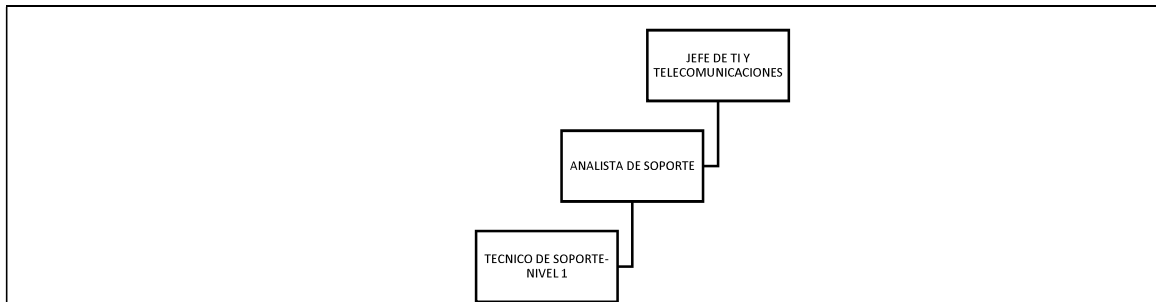 JEFE DE TI Y
TELECOMUNICACIONES
ANALISTA DE SOPORTE
TECNICO DE SOPORTE-
NIVEL 1